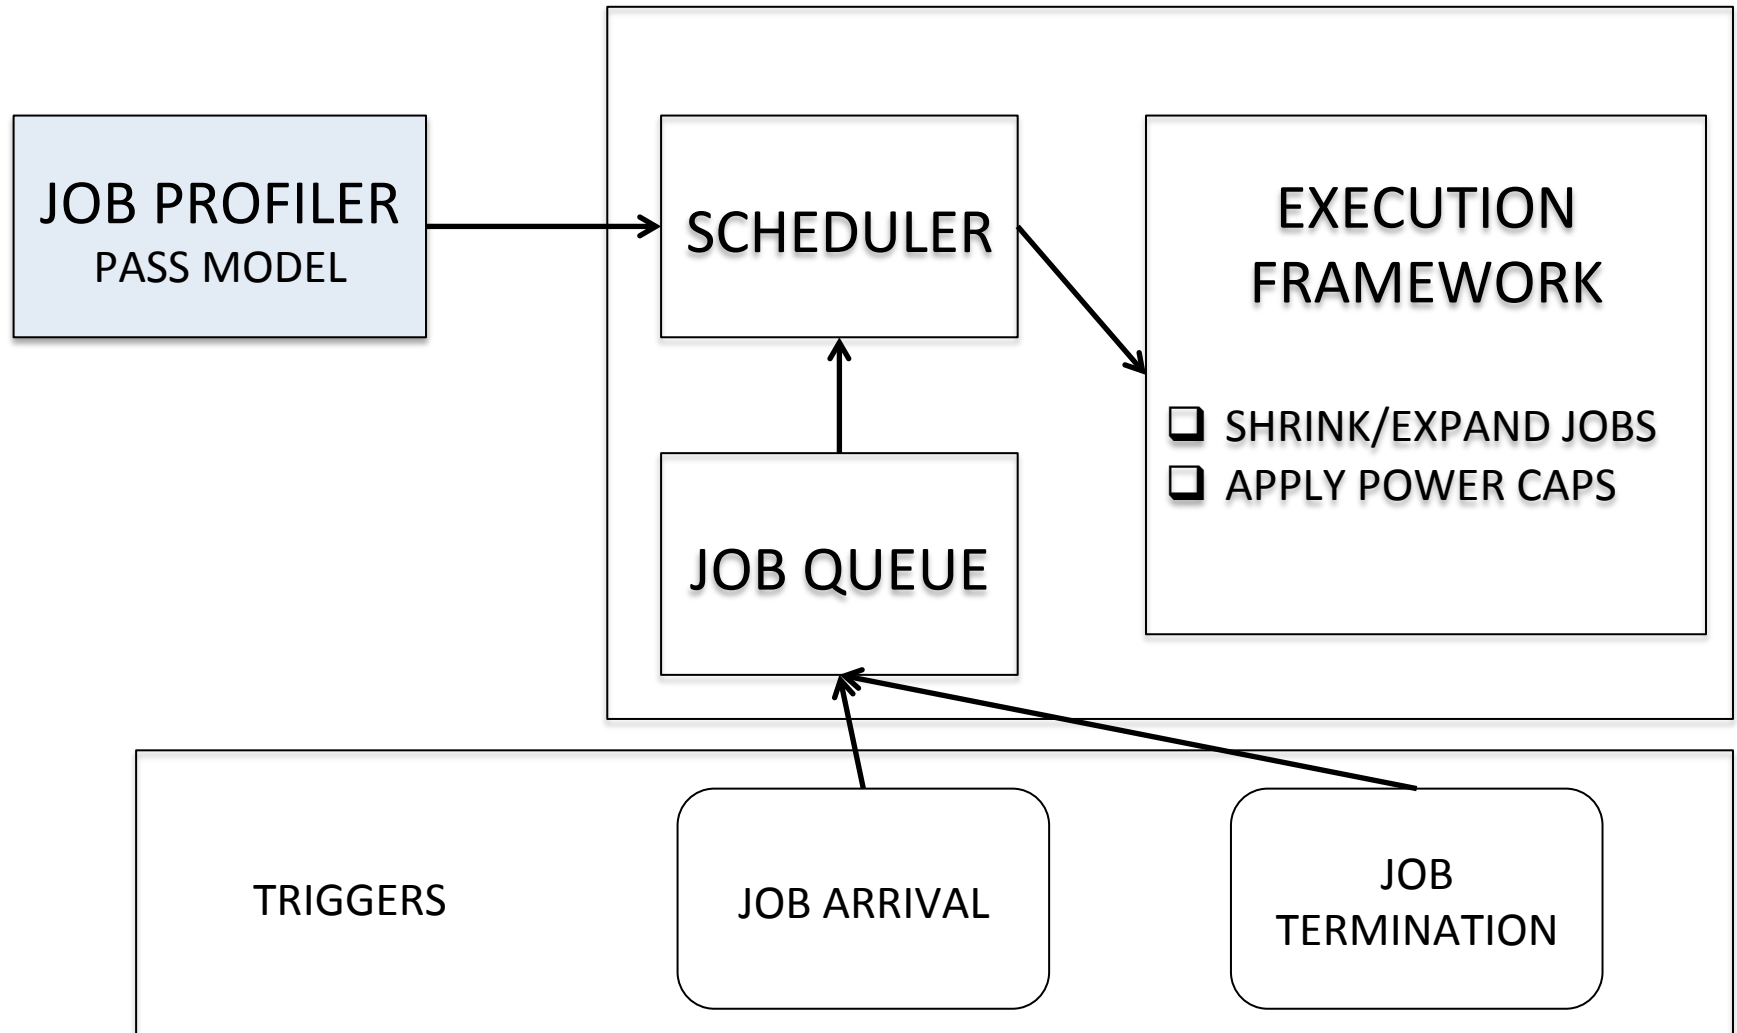 JOB PROFILER
PASS MODEL
SCHEDULER
EXECUTION
FRAMEWORK
❑ SHRINK/EXPAND JOBS
❑ APPLY POWER CAPS
JOB QUEUE
TRIGGERS
JOB ARRIVAL
JOB
TERMINATION